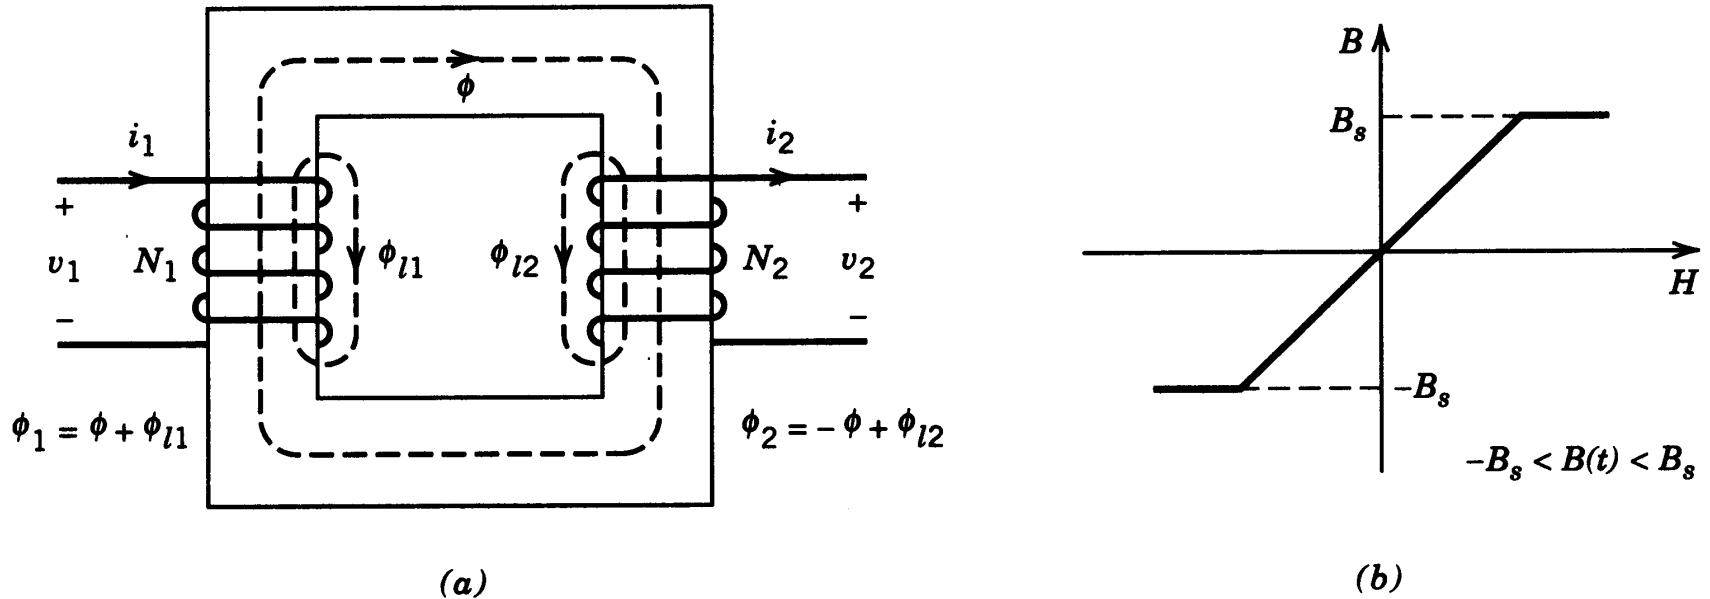 ϕ
i1
i2
+
+
v1
N1
ϕl1
ϕl2
N2
v2
−
−
ϕ1 = ϕ + ϕl1
ϕ2 = −ϕ + ϕl2
(a)
B
Bs
H
−Bs
−Bs < B(t) < Bs
(b)